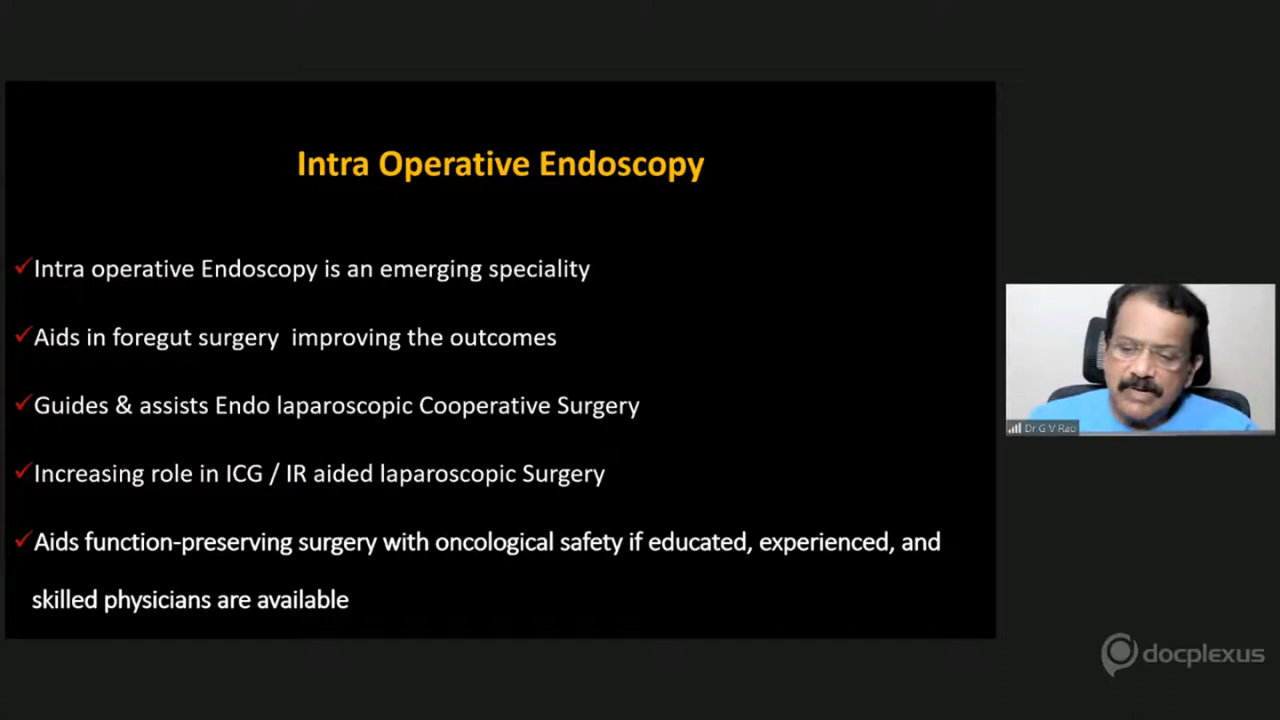 Intra Operative Endoscopy
Intra operative Endoscopy is an emerging speciality
Aids in foregut surgery improving the outcomes
Guides & assists Endo laparoscopic Cooperative Surgery
Increasing role in ICG / IR aided laparoscopic Surgery
Aids function-preserving surgery with oncological safety if educated, experienced, and
skilled physicians are available
Dr G V Rao
docplexus